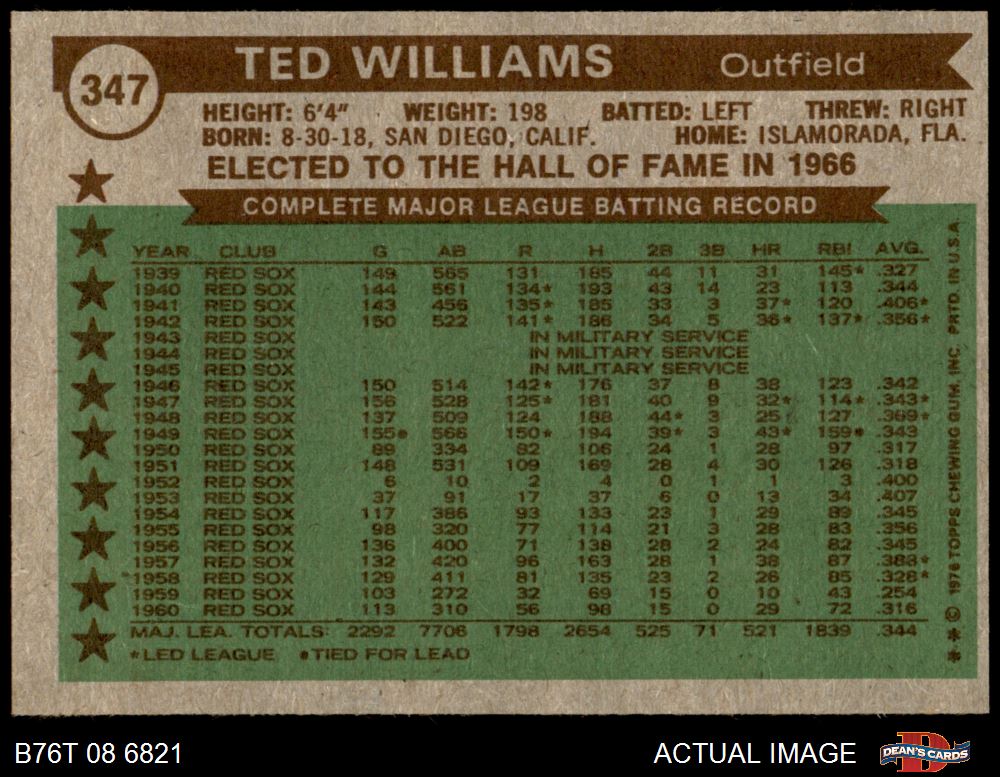 347
TED WILLIAMS Outfield
HEIGHT: 6'4" WEIGHT: 198 BATTED: LEFT THREW: RIGHT
BORN: 8-30-18, SAN DIEGO, CALIF. HOME: ISLAMORADA, FLA.
ELECTED TO THE HALL OF FAME IN 1966
COMPLETE MAJOR LEAGUE BATTING RECORD
YEAR CLUB G AB R H 2B 3B HR RBI AVG.
1939 RED SOX 149 565 131 185 44 11 31 145* .327
1940 RED SOX 144 561 134* 193 43 14 23 113 .344
1941 RED SOX 143 456 135* 185 33 3 37* 120 .406*
1942 RED SOX 150 522 141* 186 34 5 36* 137* .356*
1943 RED SOX IN MILITARY SERVICE
1944 RED SOX IN MILITARY SERVICE
1945 RED SOX IN MILITARY SERVICE
1946 RED SOX 150 514 142* 176 37 8 38 123 .342
1947 RED SOX 156 528 125* 181 40 9 32* 114* .343*
1948 RED SOX 137 509 124 188 44* 3 25 127 .369*
1949 RED SOX 155• 566 150* 194 39* 3 43* 159• .343
1950 RED SOX 89 334 82 106 24 1 28 97 .317
1951 RED SOX 148 531 109 169 28 4 30 126 .318
1952 RED SOX 6 10 2 4 0 1 1 3 .400
1953 RED SOX 37 91 17 37 6 0 13 34 .407
1954 RED SOX 117 386 93 133 23 1 29 89 .345
1955 RED SOX 98 320 77 114 21 3 28 83 .356
1956 RED SOX 136 400 71 138 28 2 24 82 .345
1957 RED SOX 132 420 96 163 28 1 38 87 .388*
1958 RED SOX 129 411 81 135 23 2 26 85 .328*
1959 RED SOX 103 272 32 69 15 0 10 43 .254
1960 RED SOX 113 310 56 98 15 0 29 72 .316
MAJ. LEA. TOTALS: 2292 7706 1798 2654 525 71 521 1839 .344
*LED LEAGUE •TIED FOR LEAD
** © 1976 TOPPS CHEWING GUM, INC. PRTD. IN U.S.A.
B76T 08 6821
ACTUAL IMAGE
D
DEAN'S CARDS